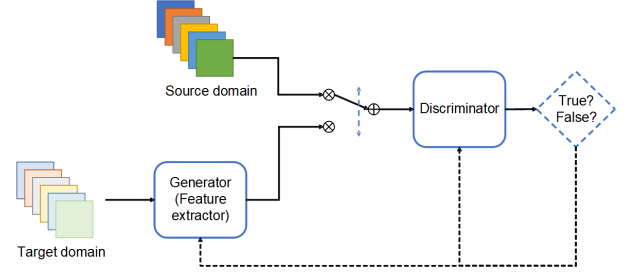 Source domain
Discriminator
True?
False?
Generator
(Feature
extractor)
Target domain